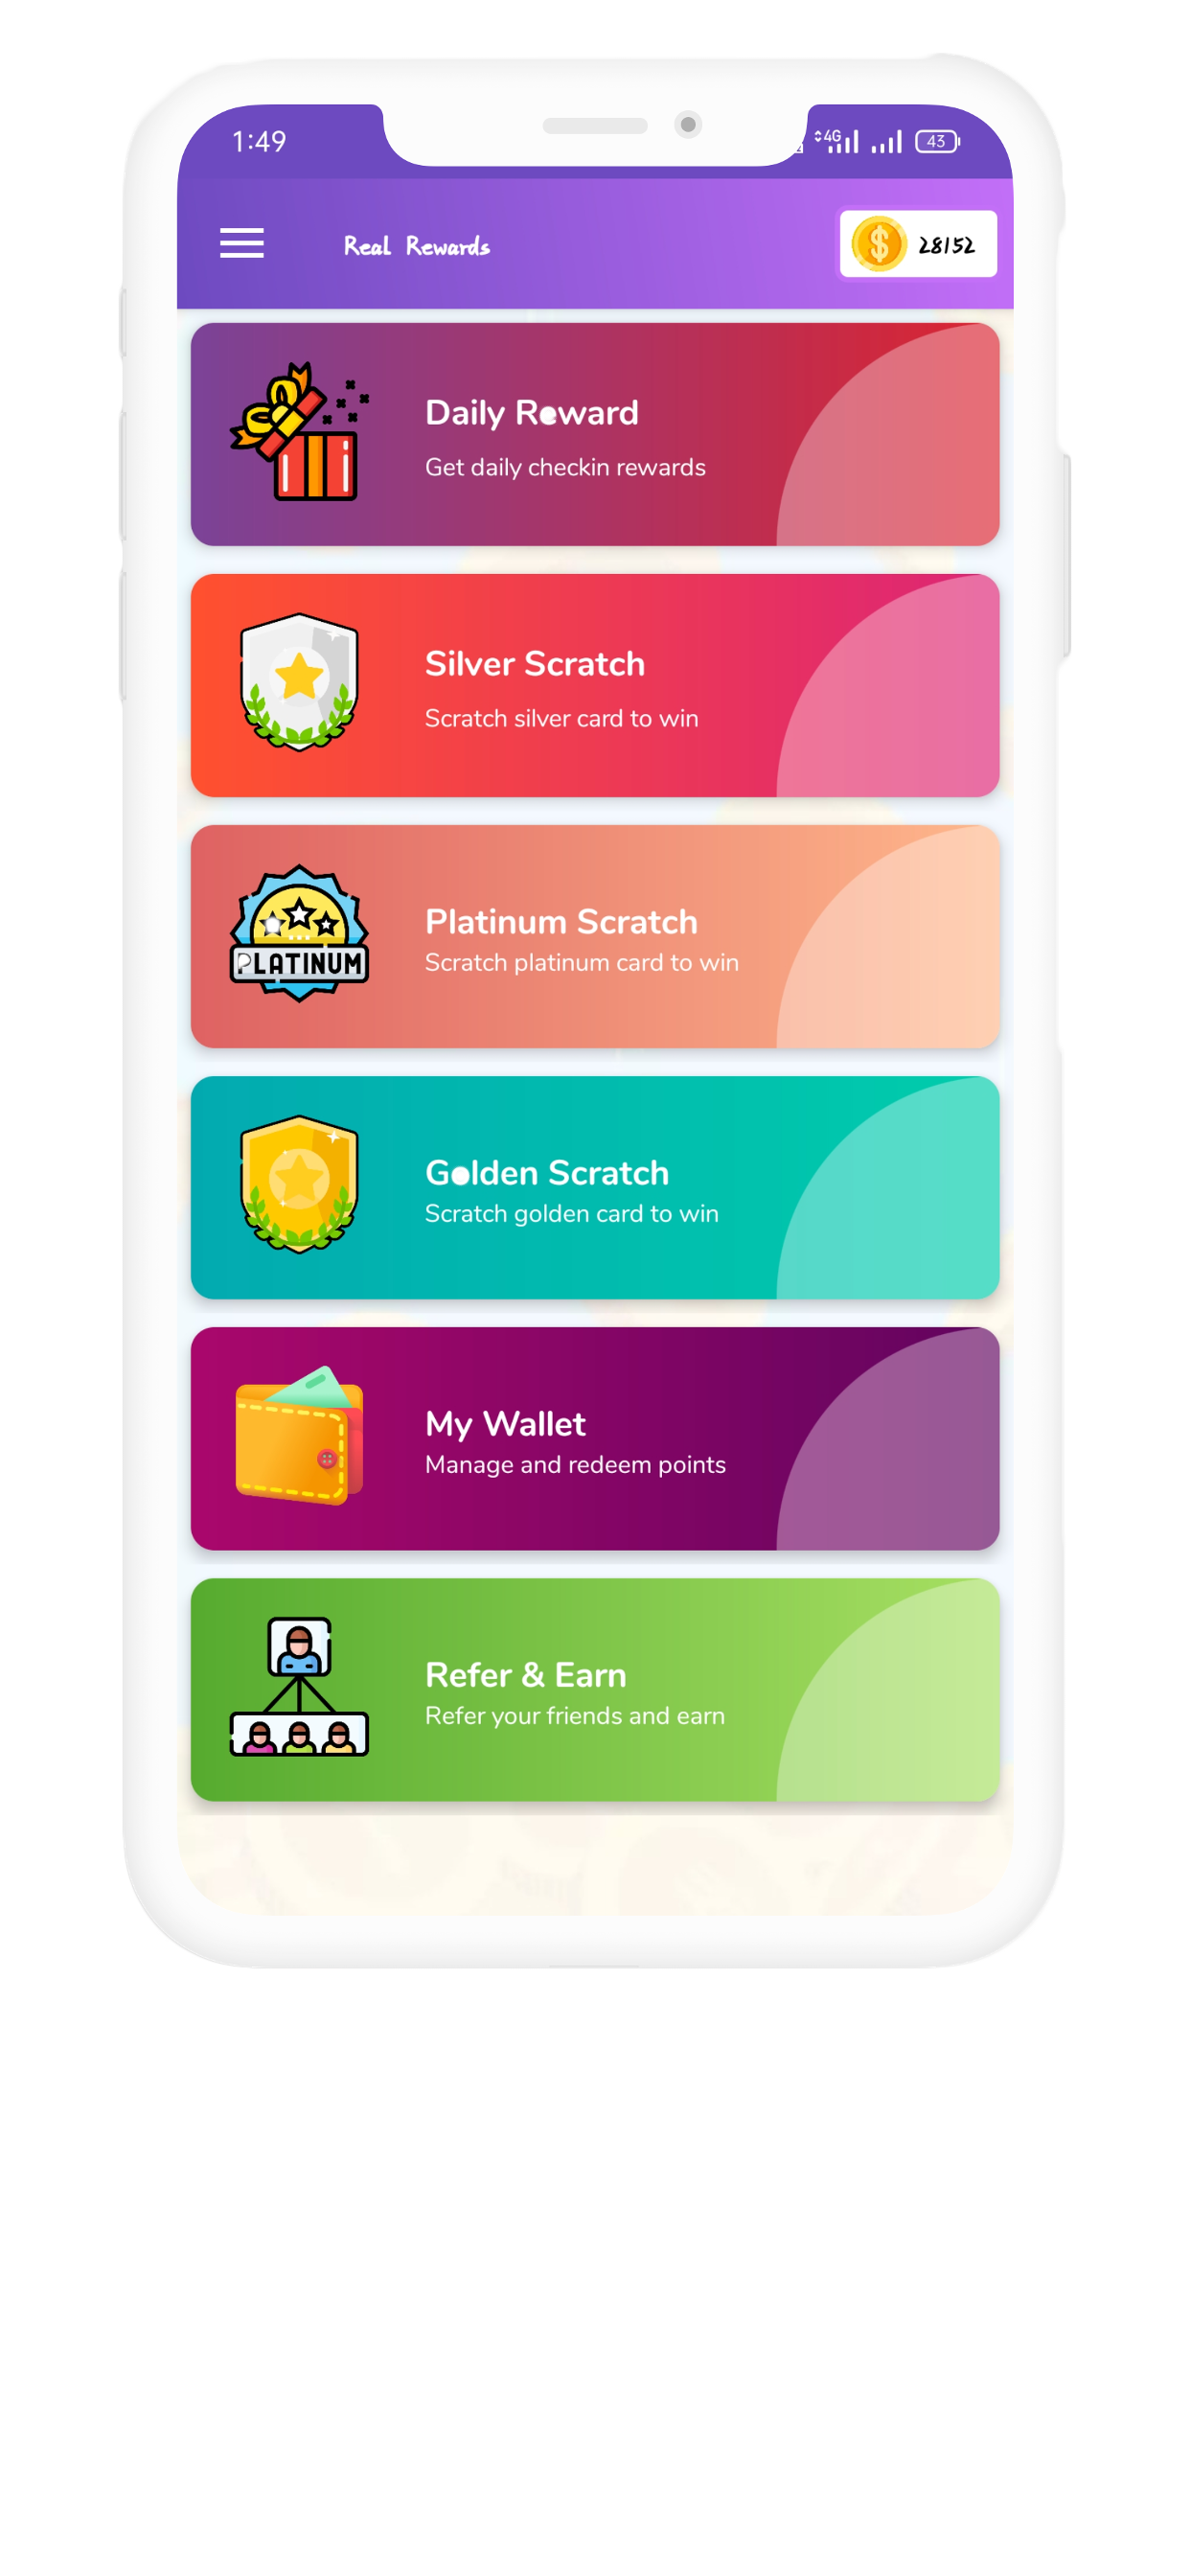 1:49 4G 43
Real Rewards 28152
Daily Reward
Get daily checkin rewards
Silver Scratch
Scratch silver card to win
Platinum Scratch
PLATINUM
Scratch platinum card to win
Golden Scratch
Scratch golden card to win
My Wallet
Manage and redeem points
Refer & Earn
Refer your friends and earn